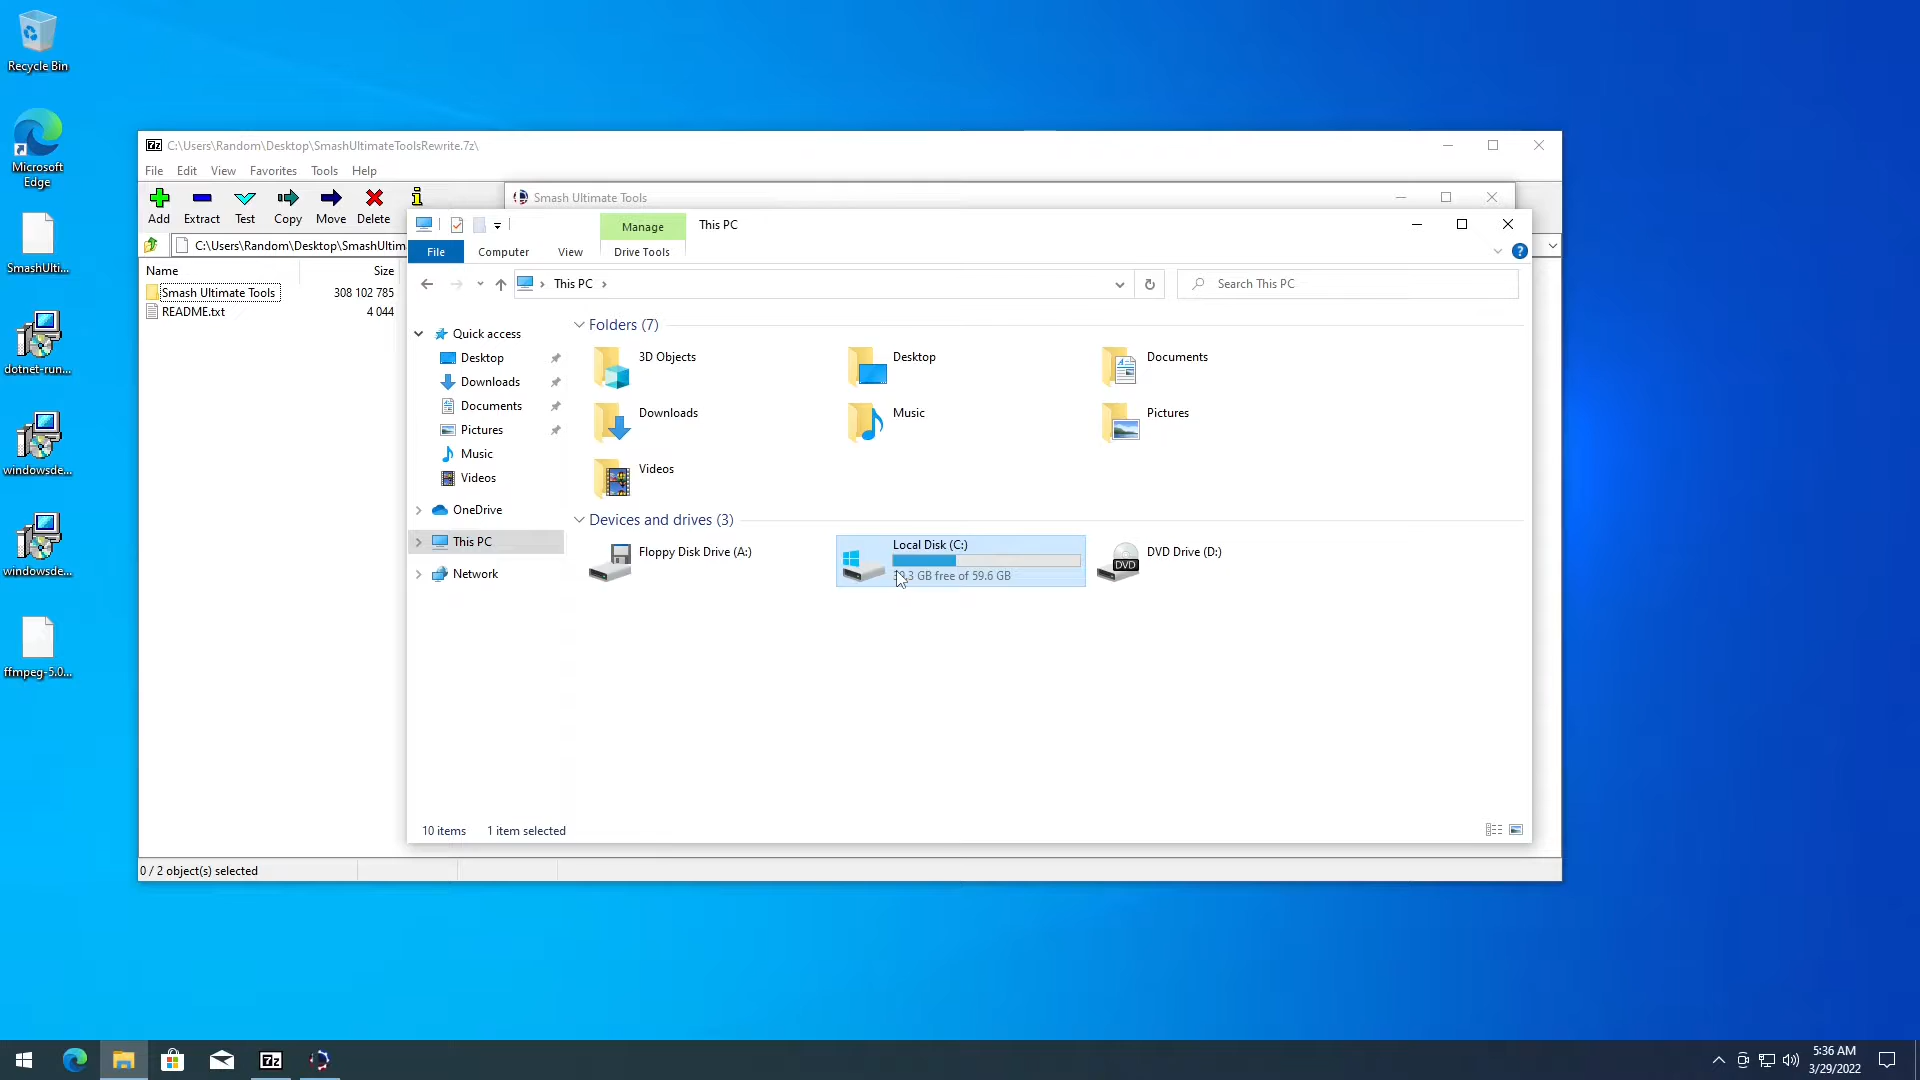 Recycle Bin
Microsoft
Edge
SmashUlti...
dotnet-run...
windowsde...
windowsde...
ffmpeg-5.0...
7z C:\Users\Random\Desktop\SmashUltimateToolsRewrite.7z\
File Edit View Favorites Tools Help
Add Extract Test Copy Move Delete
C:\Users\Random\Desktop\SmashUltim
Name Size
Smash Ultimate Tools 308 102 785
README.txt 4 044
0 / 2 object(s) selected
Smash Ultimate Tools
Manage This PC
File Computer View Drive Tools
This PC
Search This PC
Quick access
Desktop
Downloads
Documents
Pictures
Music
Videos
OneDrive
This PC
Network
Folders (7)
3D Objects Desktop Documents
Downloads Music Pictures
Videos
Devices and drives (3)
Floppy Disk Drive (A:)
Local Disk (C:)
GB free of 59.6 GB
DVD
DVD Drive (D:)
10 items 1 item selected
7z
5:36 AM
3/29/2022